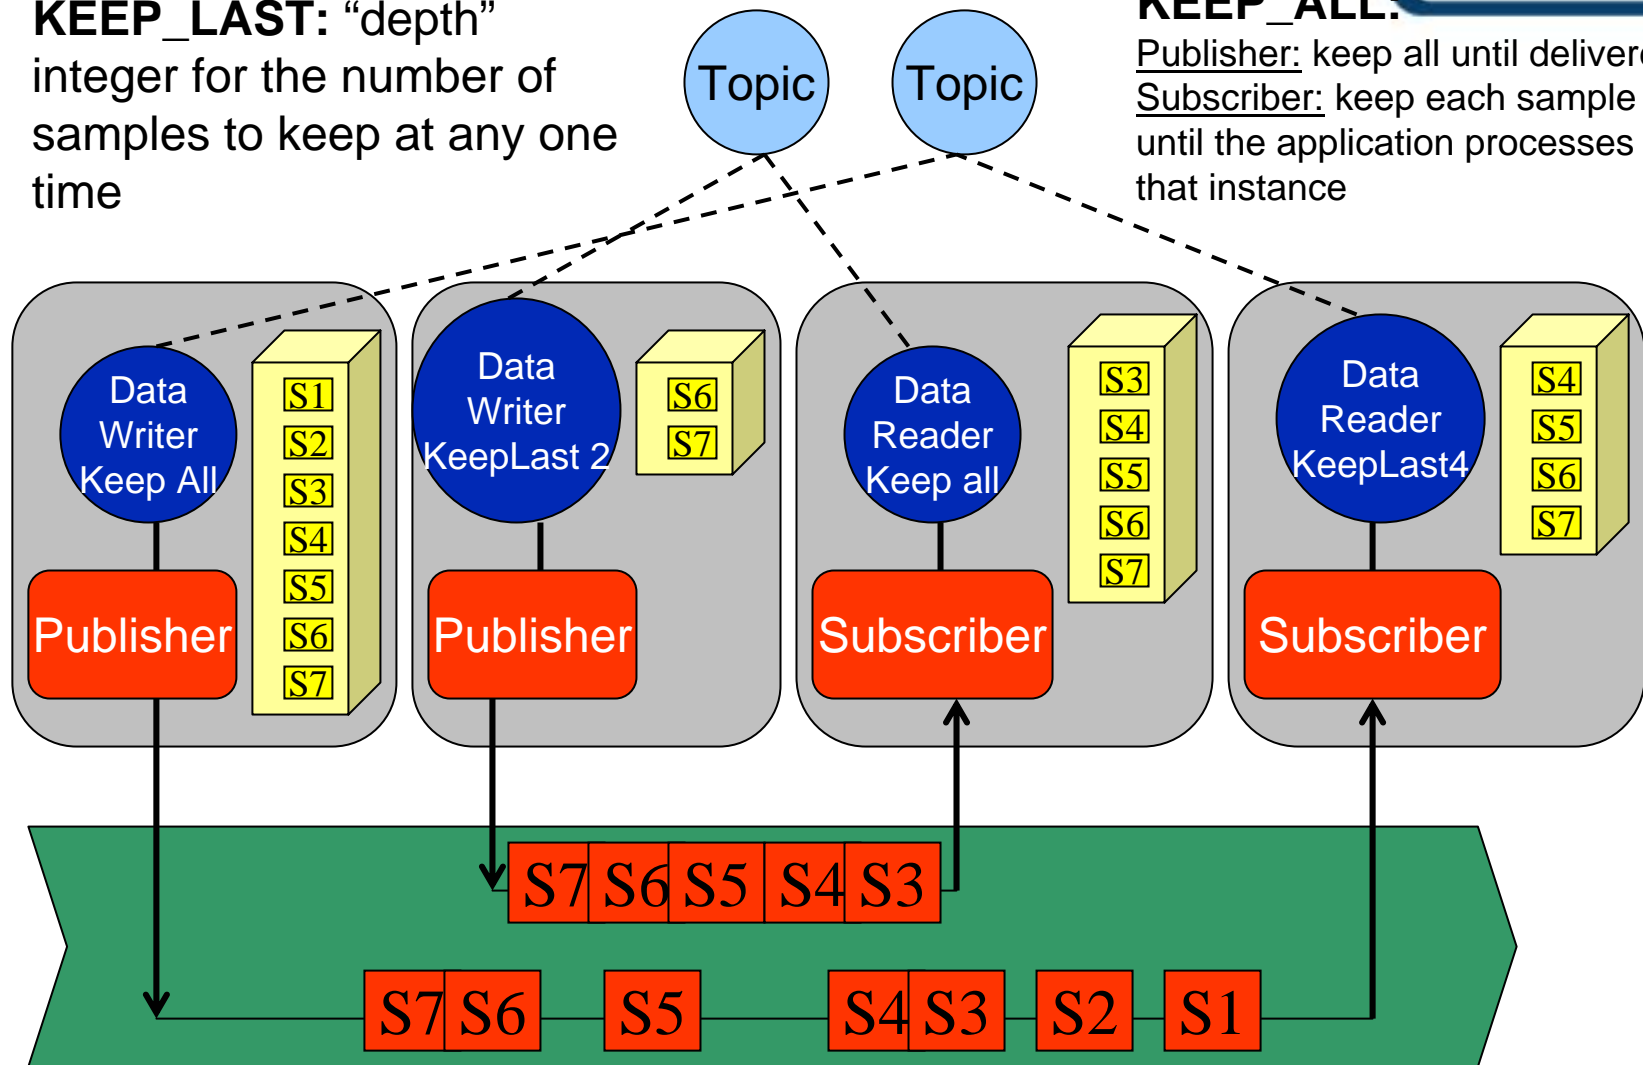 KEEP_LAST: “depth”
integer for the number of
samples to keep at any one
time
KEEP_ALL:
Publisher: keep all until delivere
Subscriber: keep each sample
until the application processes
that instance
Topic
Topic
Data
Writer
Keep All
S1
S2
S3
S4
S5
S6
S7
Publisher
Data
Writer
KeepLast 2
S6
S7
Publisher
Data
Reader
Keep all
S3
S4
S5
S6
S7
Subscriber
Data
Reader
KeepLast4
S4
S5
S6
S7
Subscriber
S7 S6 S5 S4 S3
S7 S6 S5 S4 S3 S2 S1